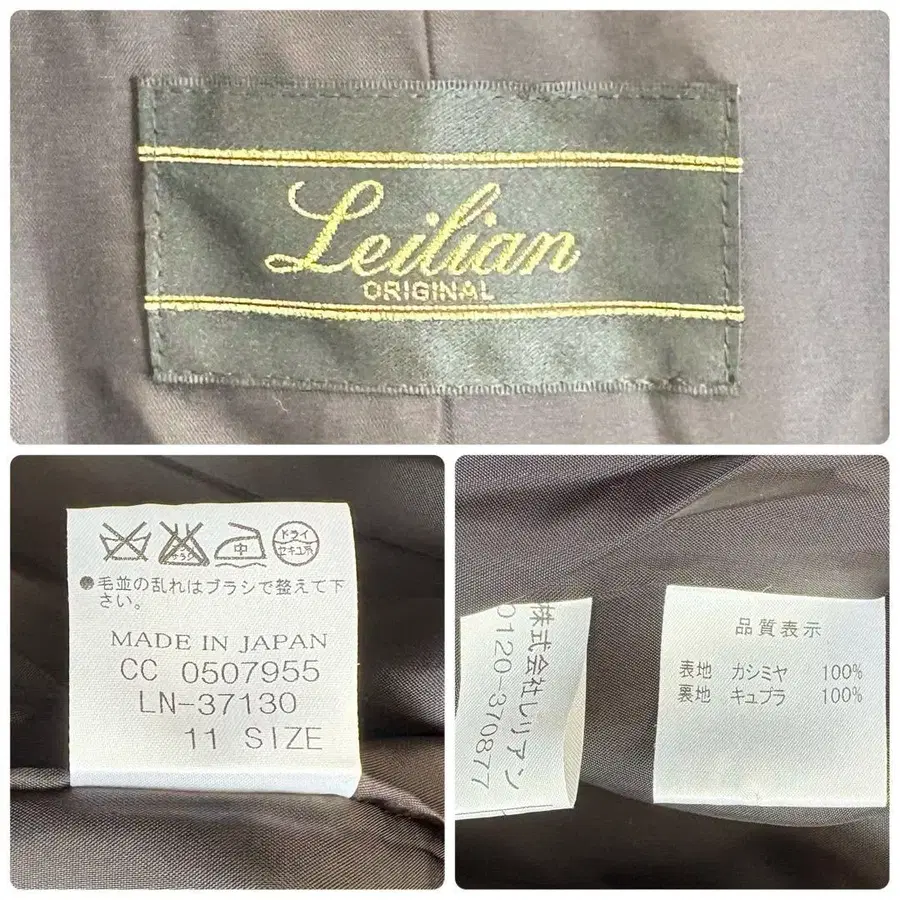 Leilian
ORIGINAL
ドライ
セキユ系
中
●毛並の乱れはブラシで整えて下
さい。
MADE IN JAPAN
CC 0507955
LN-37130
11 SIZE
株式会社レリアン
0120-370877
品質表示
表地 カシミヤ 100%
裏地 キュプラ 100%